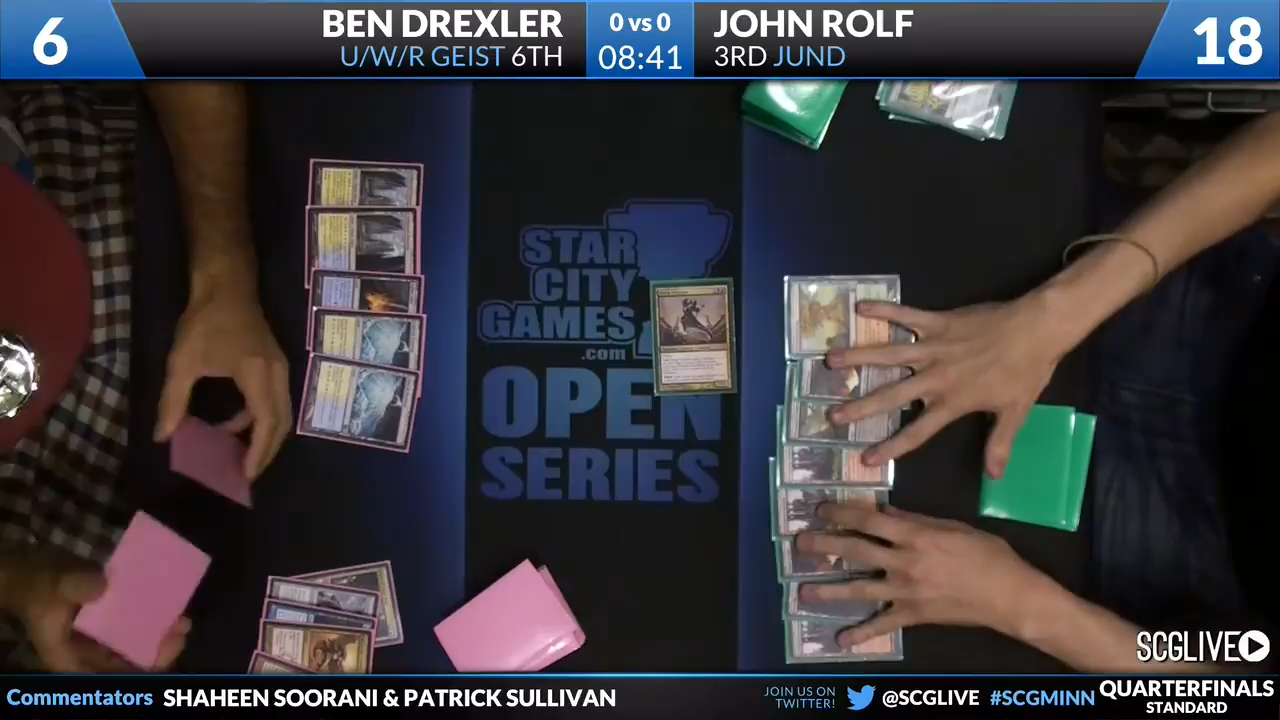 6
BEN DREXLER
U/W/R GEIST 6TH
0 vs 0
08:41
JOHN ROLF
3RD JUND
18
STAR
CITY
GAMES
.com
OPEN
SERIES
SCGLIVE
Commentators SHAHEEN SOORANI & PATRICK SULLIVAN
JOIN US ON
TWITTER!
@SCGLIVE #SCGMINN
QUARTERFINALS
STANDARD